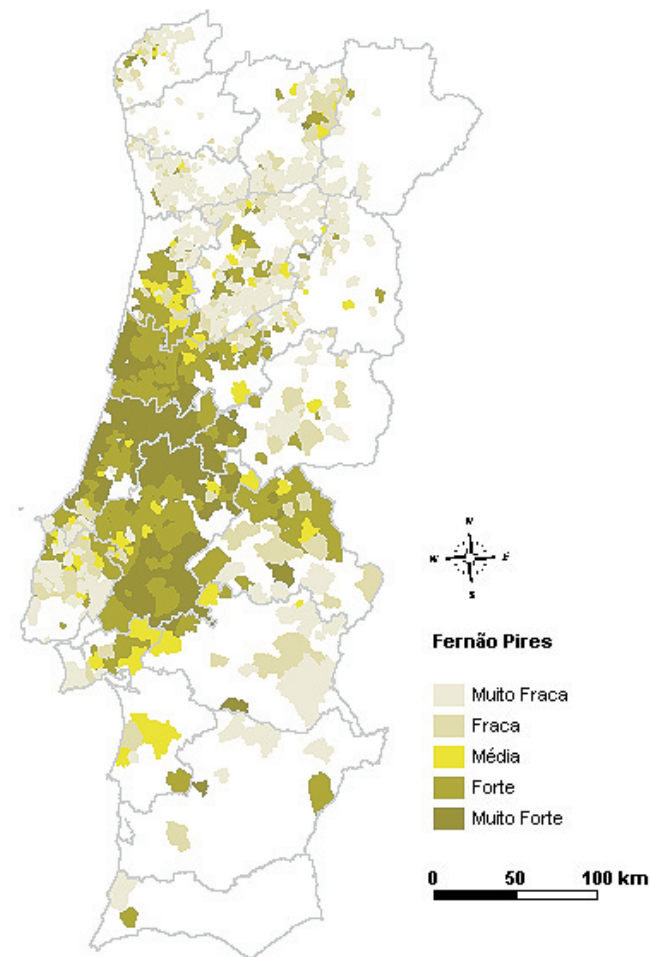 N
W E
S
Fernão Pires
Muito Fraca
Fraca
Média
Forte
Muito Forte
0 50 100 km